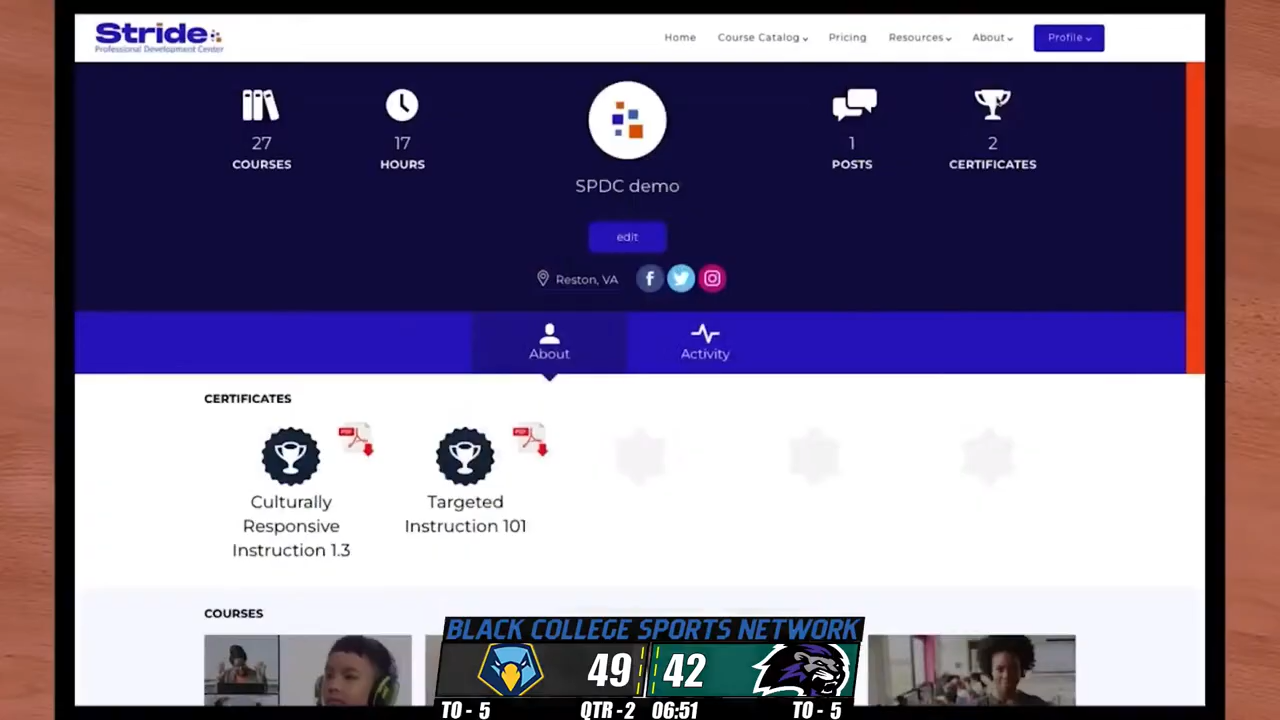 Stride
Professional Development Center
Home Course Catalog Pricing Resources About Profile
27
COURSES
17
HOURS
1
POSTS
2
CERTIFICATES
SPDC demo
edit
Reston, VA
About
Activity
CERTIFICATES
PDF
PDF
Culturally
Responsive
Instruction 1.3
Targeted
Instruction 101
COURSES
BLACK COLLEGE SPORTS NETWORK
49 42
TO - 5 QTR - 2 06:51 TO - 5